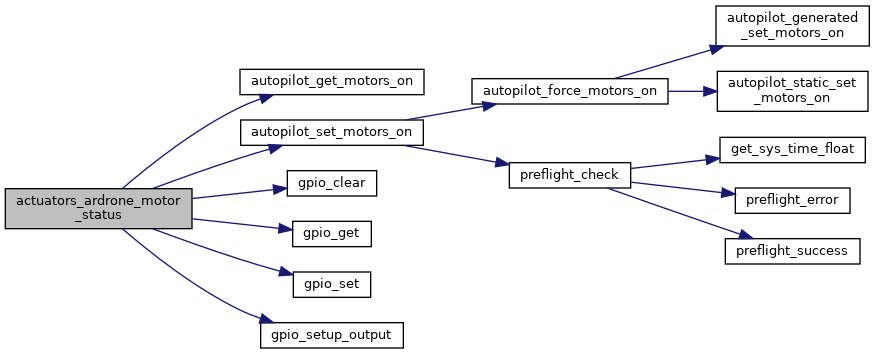 actuators_ardrone_motor
_status
autopilot_get_motors_on
autopilot_set_motors_on
gpio_clear
gpio_get
gpio_set
gpio_setup_output
autopilot_force_motors_on
preflight_check
autopilot_generated
_set_motors_on
autopilot_static_set
_motors_on
get_sys_time_float
preflight_error
preflight_success